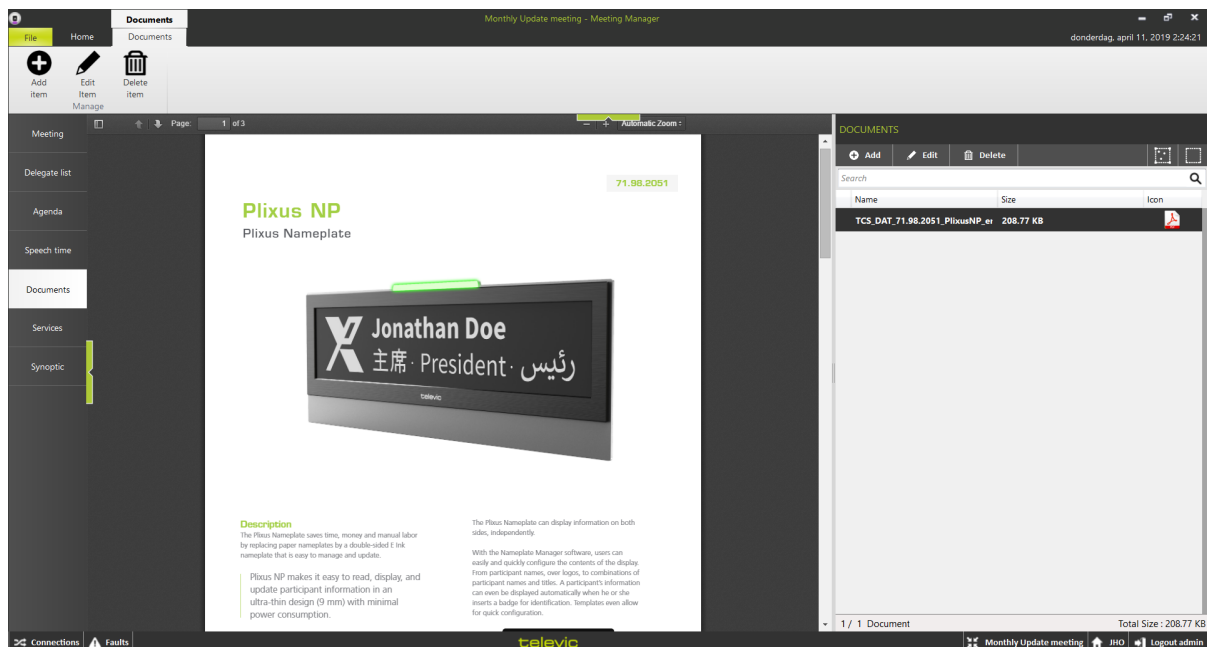 Documents
Monthly Update meeting - Meeting Manager
File Home Documents
donderdag, april 11, 2019 2:24:21
Add item
Edit Item
Delete item
Manage
Page: 1 of 3
Automatic Zoom
Meeting
Delegate list
Agenda
Speech time
Documents
Services
Synoptic
71.98.2051
Plixus NP
Plixus Nameplate
Jonathan Doe
主席 · President · رئيس
televic
Description
The Plixus Nameplate saves time, money and manual labor
by replacing paper nameplates by a double-sided E Ink
nameplate that is easy to manage and update.
Plixus NP makes it easy to read, display, and
update participant information in an
ultra-thin design (9 mm) with minimal
power consumption.
The Plixus Nameplate can display information on both
sides, independently.
With the Nameplate Manager software, users can
easily and quickly configure the contents of the display.
From participant names, over logos, to combinations of
participant names and titles. A participant's information
can even be displayed automatically when he or she
inserts a badge for identification. Templates even allow
for quick configuration.
DOCUMENTS
Add Edit Delete
Search
Name Size Icon
TCS_DAT_71.98.2051_PlixusNP_er 208.77 KB
1 / 1 Document Total Size : 208.77 KB
Connections Faults televic Monthly Update meeting JHO Logout admin